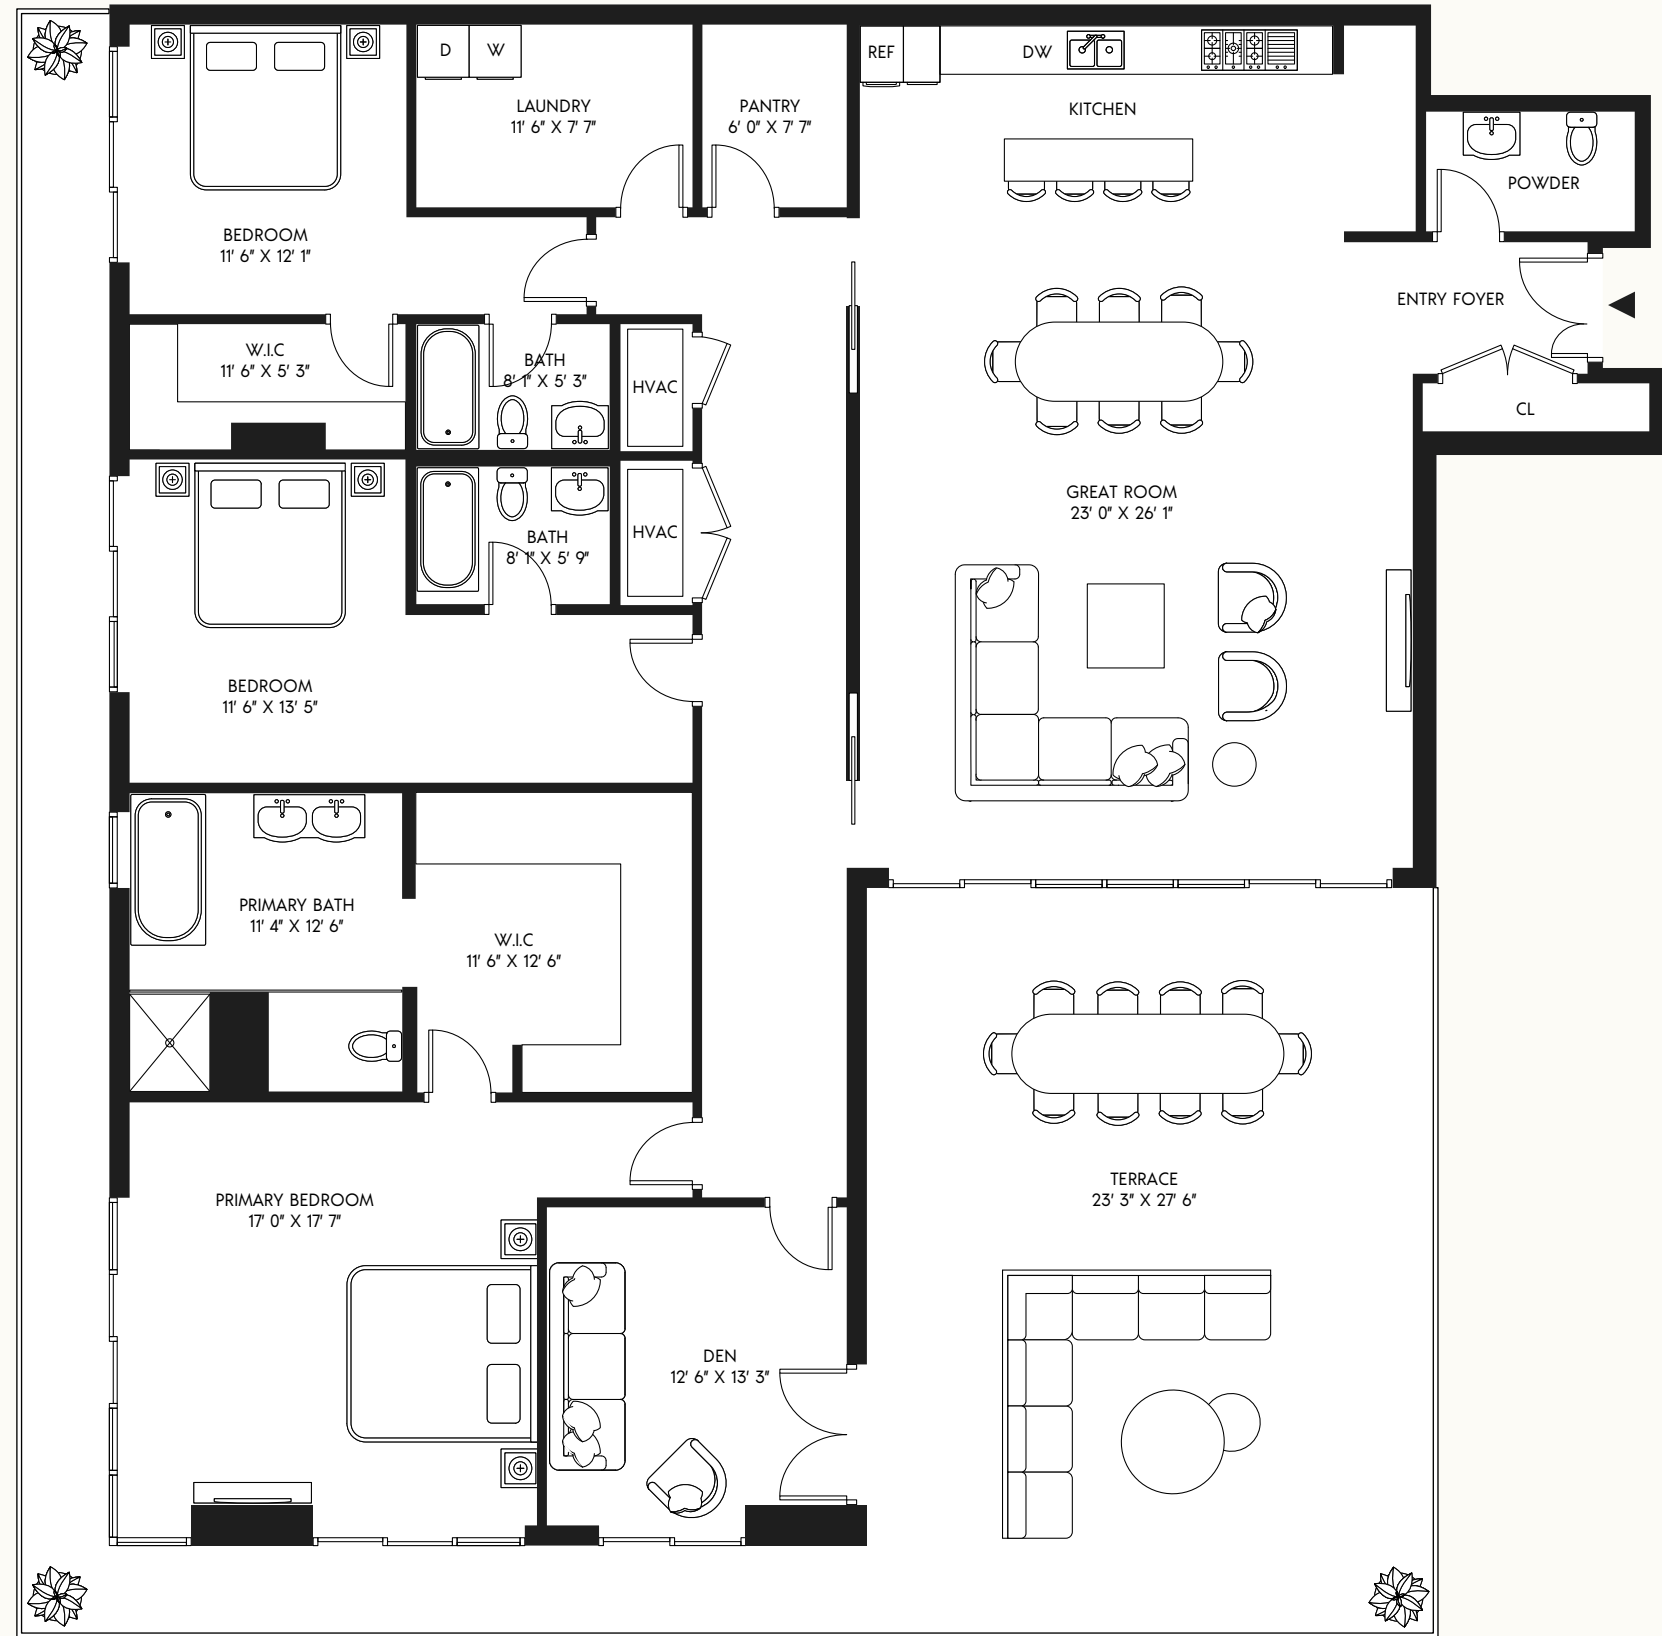 D
W
LAUNDRY
11' 6" X 7' 7"
PANTRY
6' 0" X 7' 7"
REF
DW
KITCHEN
POWDER
BEDROOM
11' 6" X 12' 1"
ENTRY FOYER
W.I.C
11' 6" X 5' 3"
BATH
8' 1" X 5' 3"
HVAC
CL
GREAT ROOM
23' 0" X 26' 1"
BATH
8' 1" X 5' 9"
HVAC
BEDROOM
11' 6" X 13' 5"
PRIMARY BATH
11' 4" X 12' 6"
W.I.C
11' 6" X 12' 6"
PRIMARY BEDROOM
17' 0" X 17' 7"
TERRACE
23' 3" X 27' 6"
DEN
12' 6" X 13' 3"